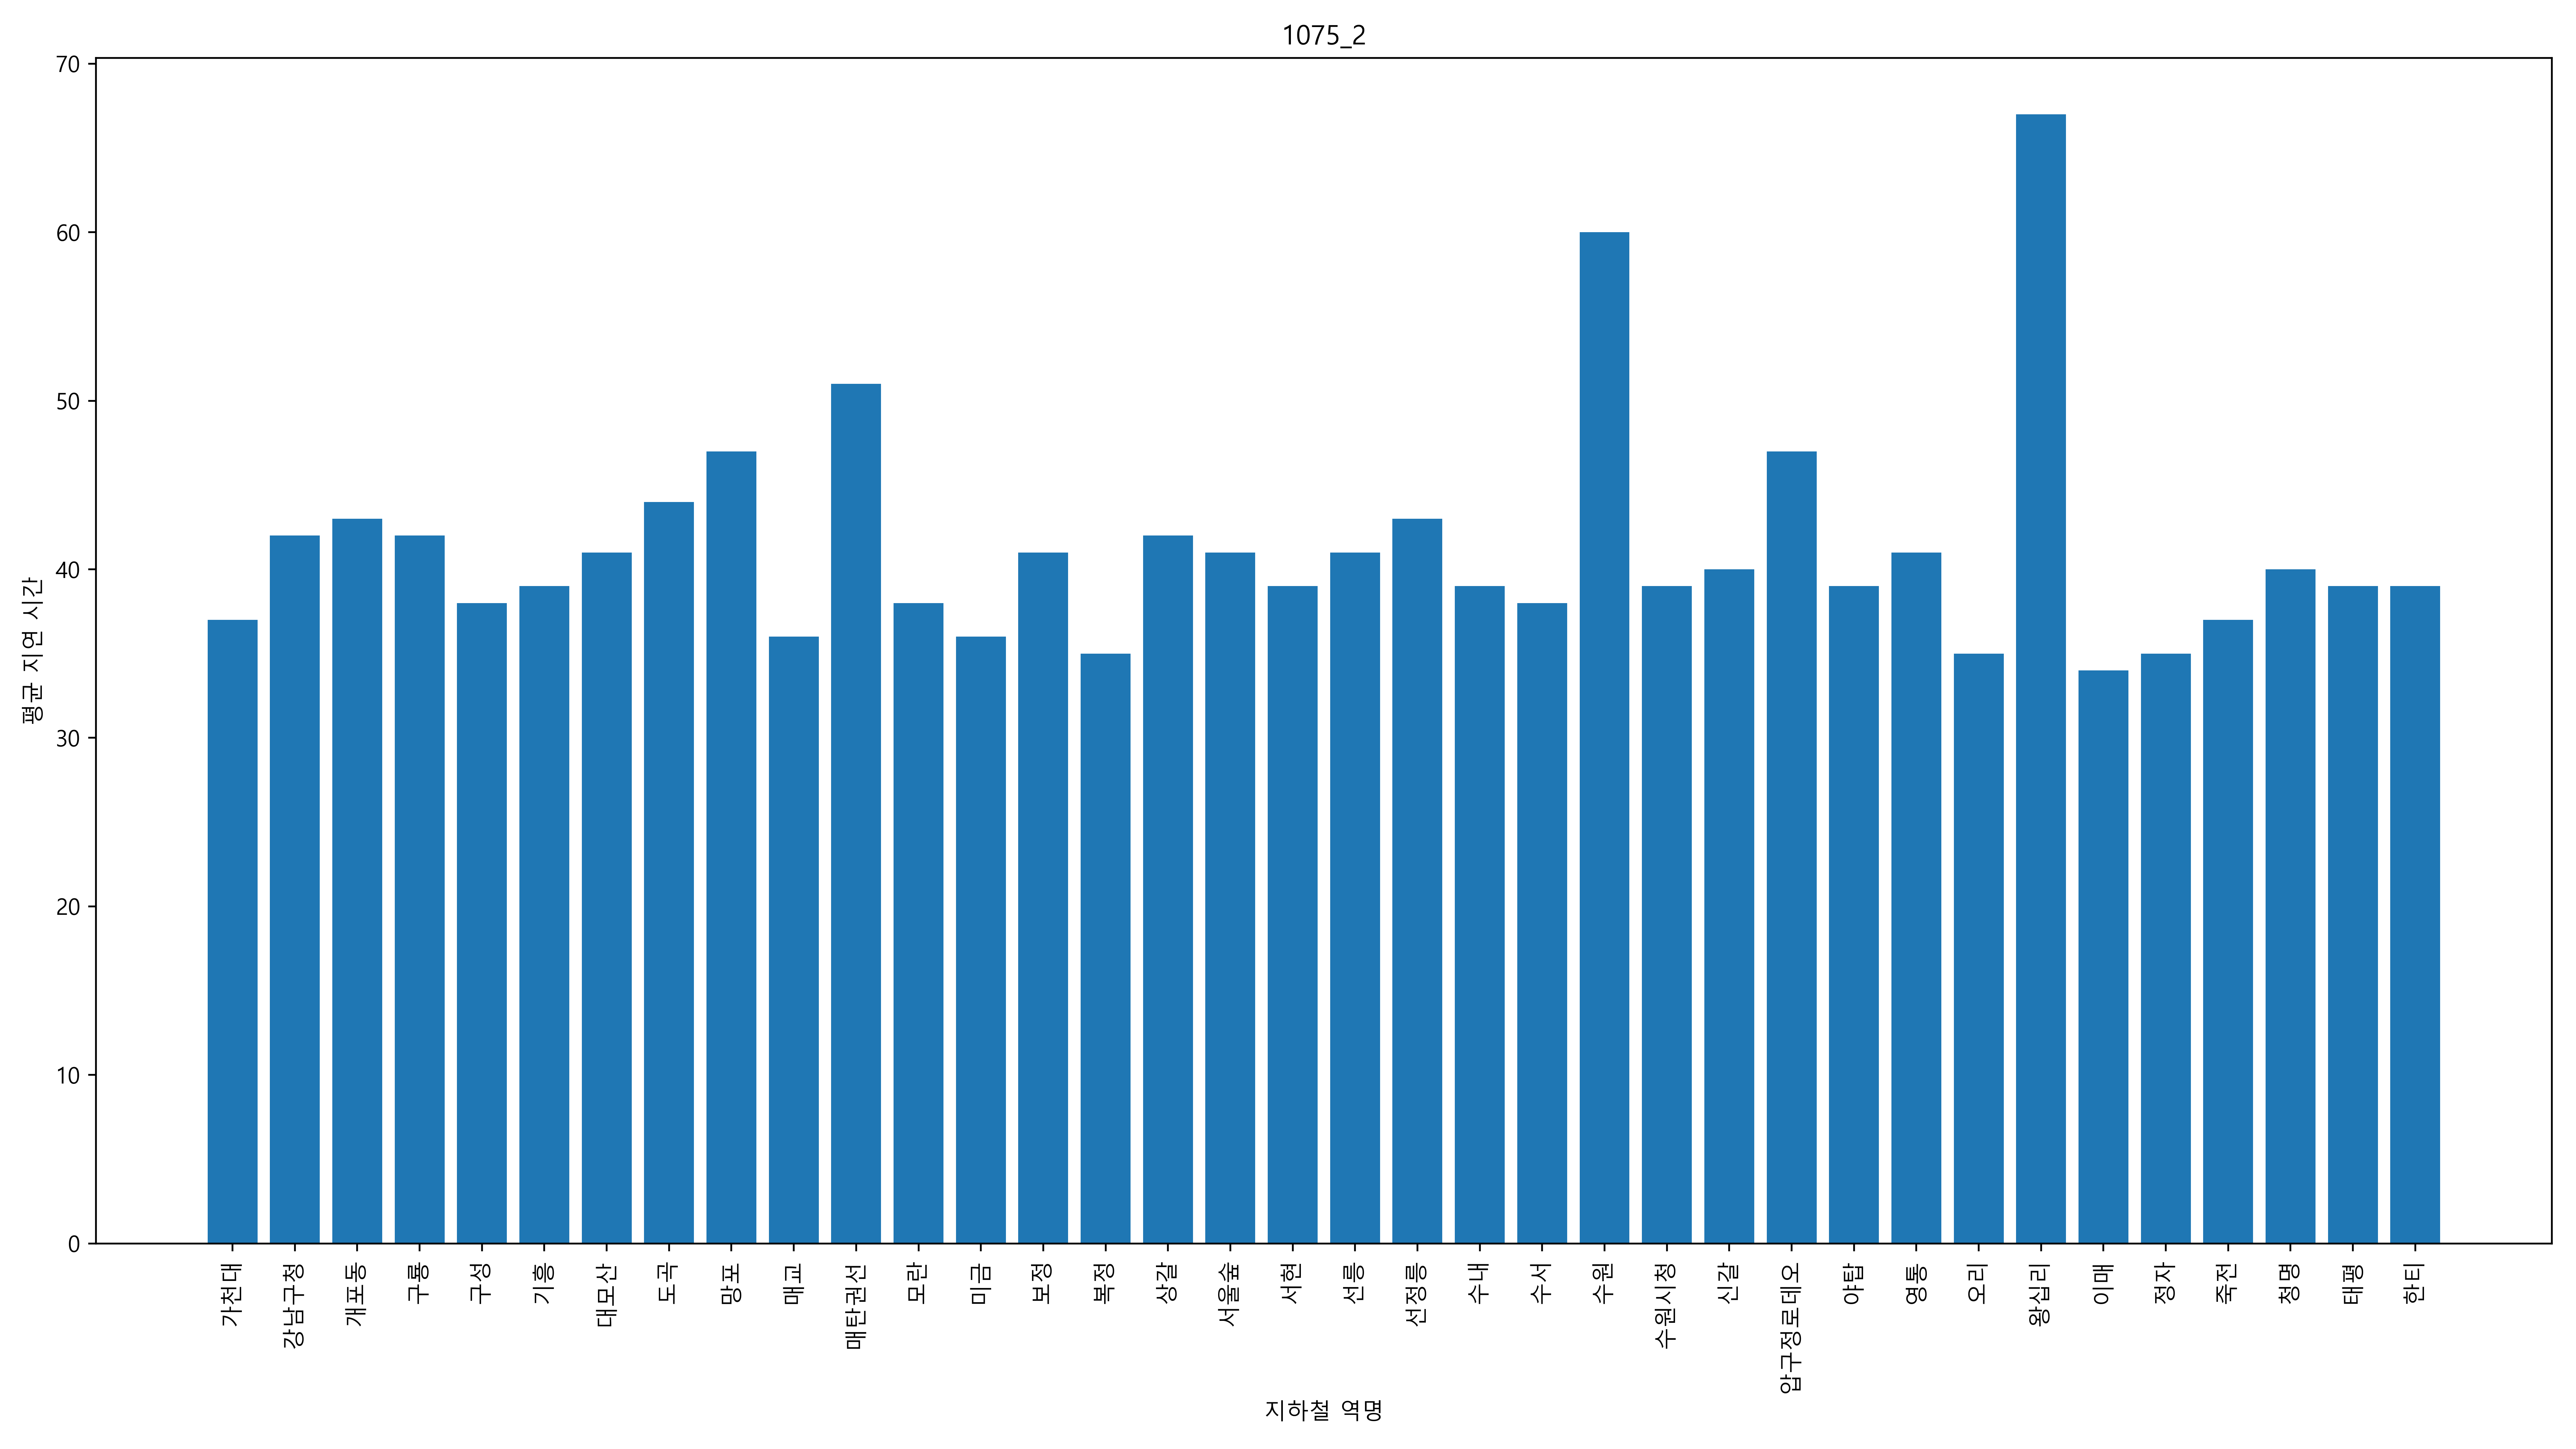 1075_2
70
60
50
40
30
20
10
0
평균 지연 시간
가천대
강남구청
개포동
구룡
구성
기흥
대모산
도곡
망포
매교
매탄권선
모란
미금
보정
복정
상갈
서울숲
서현
선릉
선정릉
수내
수서
수원
수원시청
신갈
압구정로데오
야탑
영통
오리
왕십리
이매
정자
죽전
청명
태평
한티
지하철 역명